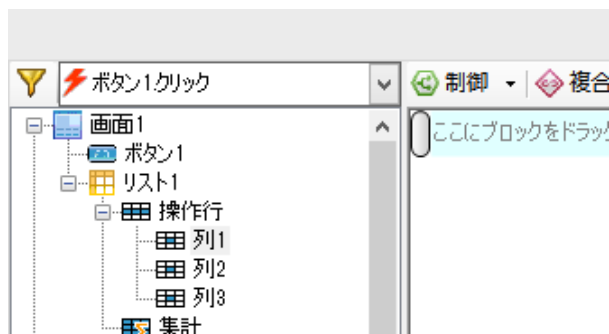 ボタン1クリック
制御
複合
画面1
ここにブロックをドラッ
ボタン1
リスト1
操作行
列1
列2
列3
集計